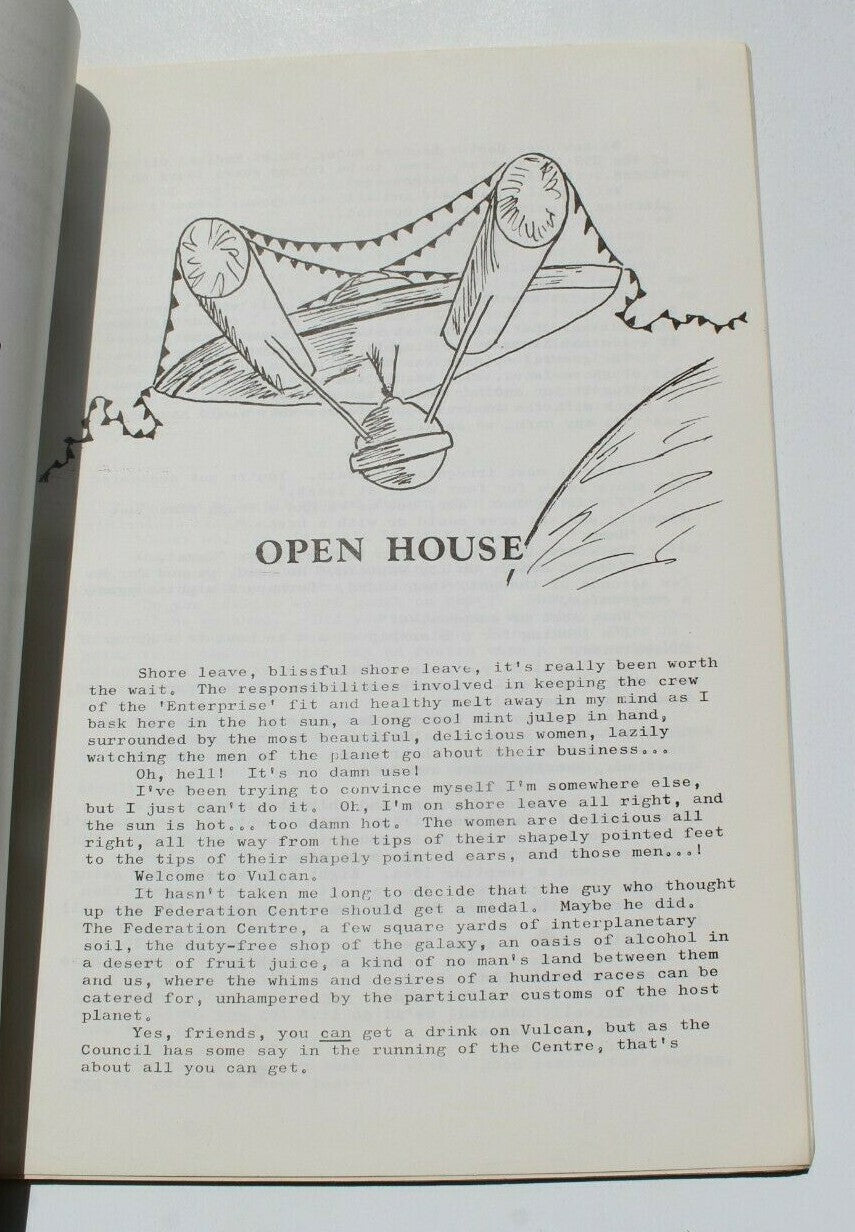 OPEN HOUSE
Shore leave, blissful shore leave, it's really been worth
the wait. The responsibilities involved in keeping the crew
of the 'Enterprise' fit and healthy melt away in my mind as I
bask here in the hot sun, a long cool mint julep in hand,
surrounded by the most beautiful, delicious women, lazily
watching the men of the planet go about their business...
Oh, hell! It's no damn use!
I've been trying to convince myself I'm somewhere else,
but I just can't do it. Oh, I'm on shore leave all right, and
the sun is hot... too damn hot. The women are delicious all
right, all the way from the tips of their shapely pointed feet
to the tips of their shapely pointed ears, and those men...!
Welcome to Vulcan.
It hasn't taken me long to decide that the guy who thought
up the Federation Centre should get a medal. Maybe he did.
The Federation Centre, a few square yards of interplanetary
soil, the duty-free shop of the galaxy, an oasis of alcohol in
a desert of fruit juice, a kind of no man's land between them
and us, where the whims and desires of a hundred races can be
catered for, unhampered by the particular customs of the host
planet.
Yes, friends, you can get a drink on Vulcan, but as the
Council has some say in the running of the Centre, that's
about all you can get.